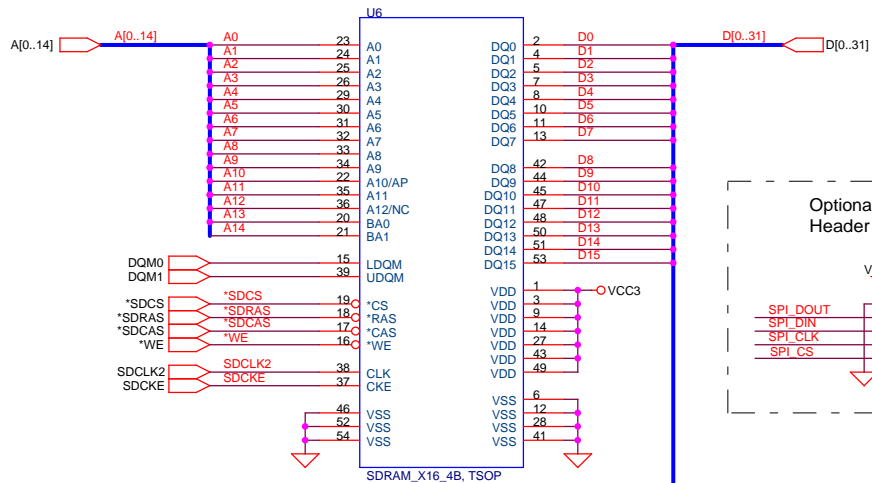 U6
A[0..14] A[0..14] A0 23 A0 DQ0 2 D0 D[0..31] D[0..31]
A1 24 A1 DQ1 4 D1
A2 25 A2 DQ2 5 D2
A3 26 A3 DQ3 7 D3
A4 29 A4 DQ4 8 D4
A5 30 A5 DQ5 10 D5
A6 31 A6 DQ6 11 D6
A7 32 A7 DQ7 13 D7
A8 33 A8
A9 34 A9 DQ8 42 D8
A10 22 A10/AP DQ9 44 D9
A11 35 A11 DQ10 45 D10
A12 36 A12/NC DQ11 47 D11
A13 20 BA0 DQ12 48 D12
A14 21 BA1 DQ13 50 D13
DQ14 51 D14
DQM0 15 LDQM DQ15 53 D15
DQM1 39 UDQM
VDD 1 VCC3
*SDCS *SDCS 19 *CS VDD 3
*SDRAS *SDRAS 18 *RAS VDD 9
*SDCAS *SDCAS 17 *CAS VDD 14
*WE *WE 16 *WE VDD 27
VDD 43
SDCLK2 SDCLK2 38 CLK VDD 49
SDCKE SDCKE 37 CKE
VSS 6
46 VSS VSS 12
52 VSS VSS 28
54 VSS VSS 41
SDRAM_X16_4B, TSOP
Optiona
Header
V
SPI_DOUT
SPI_DIN
SPI_CLK
SPI_CS